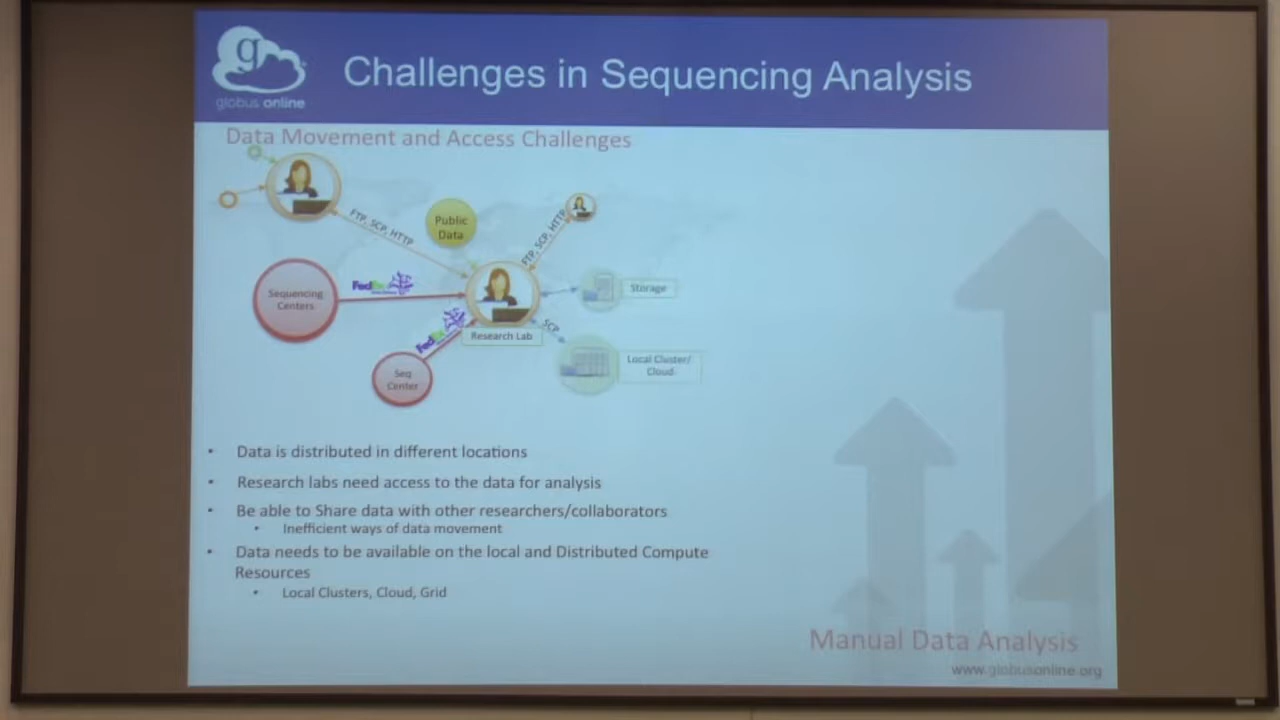 g
globus online
Challenges in Sequencing Analysis
Data Movement and Access Challenges
FTP, SCP, HTTP
Public
Data
FTP, SCP, HTTP
Sequencing
Centers
FedEx
Storage
FedEx
SCP
Research Lab
Local Cluster/
Cloud
Seq
Center
• Data is distributed in different locations
• Research labs need access to the data for analysis
• Be able to Share data with other researchers/collaborators
• Inefficient ways of data movement
• Data needs to be available on the local and Distributed Compute
Resources
• Local Clusters, Cloud, Grid
Manual Data Analysis
www.globusonline.org